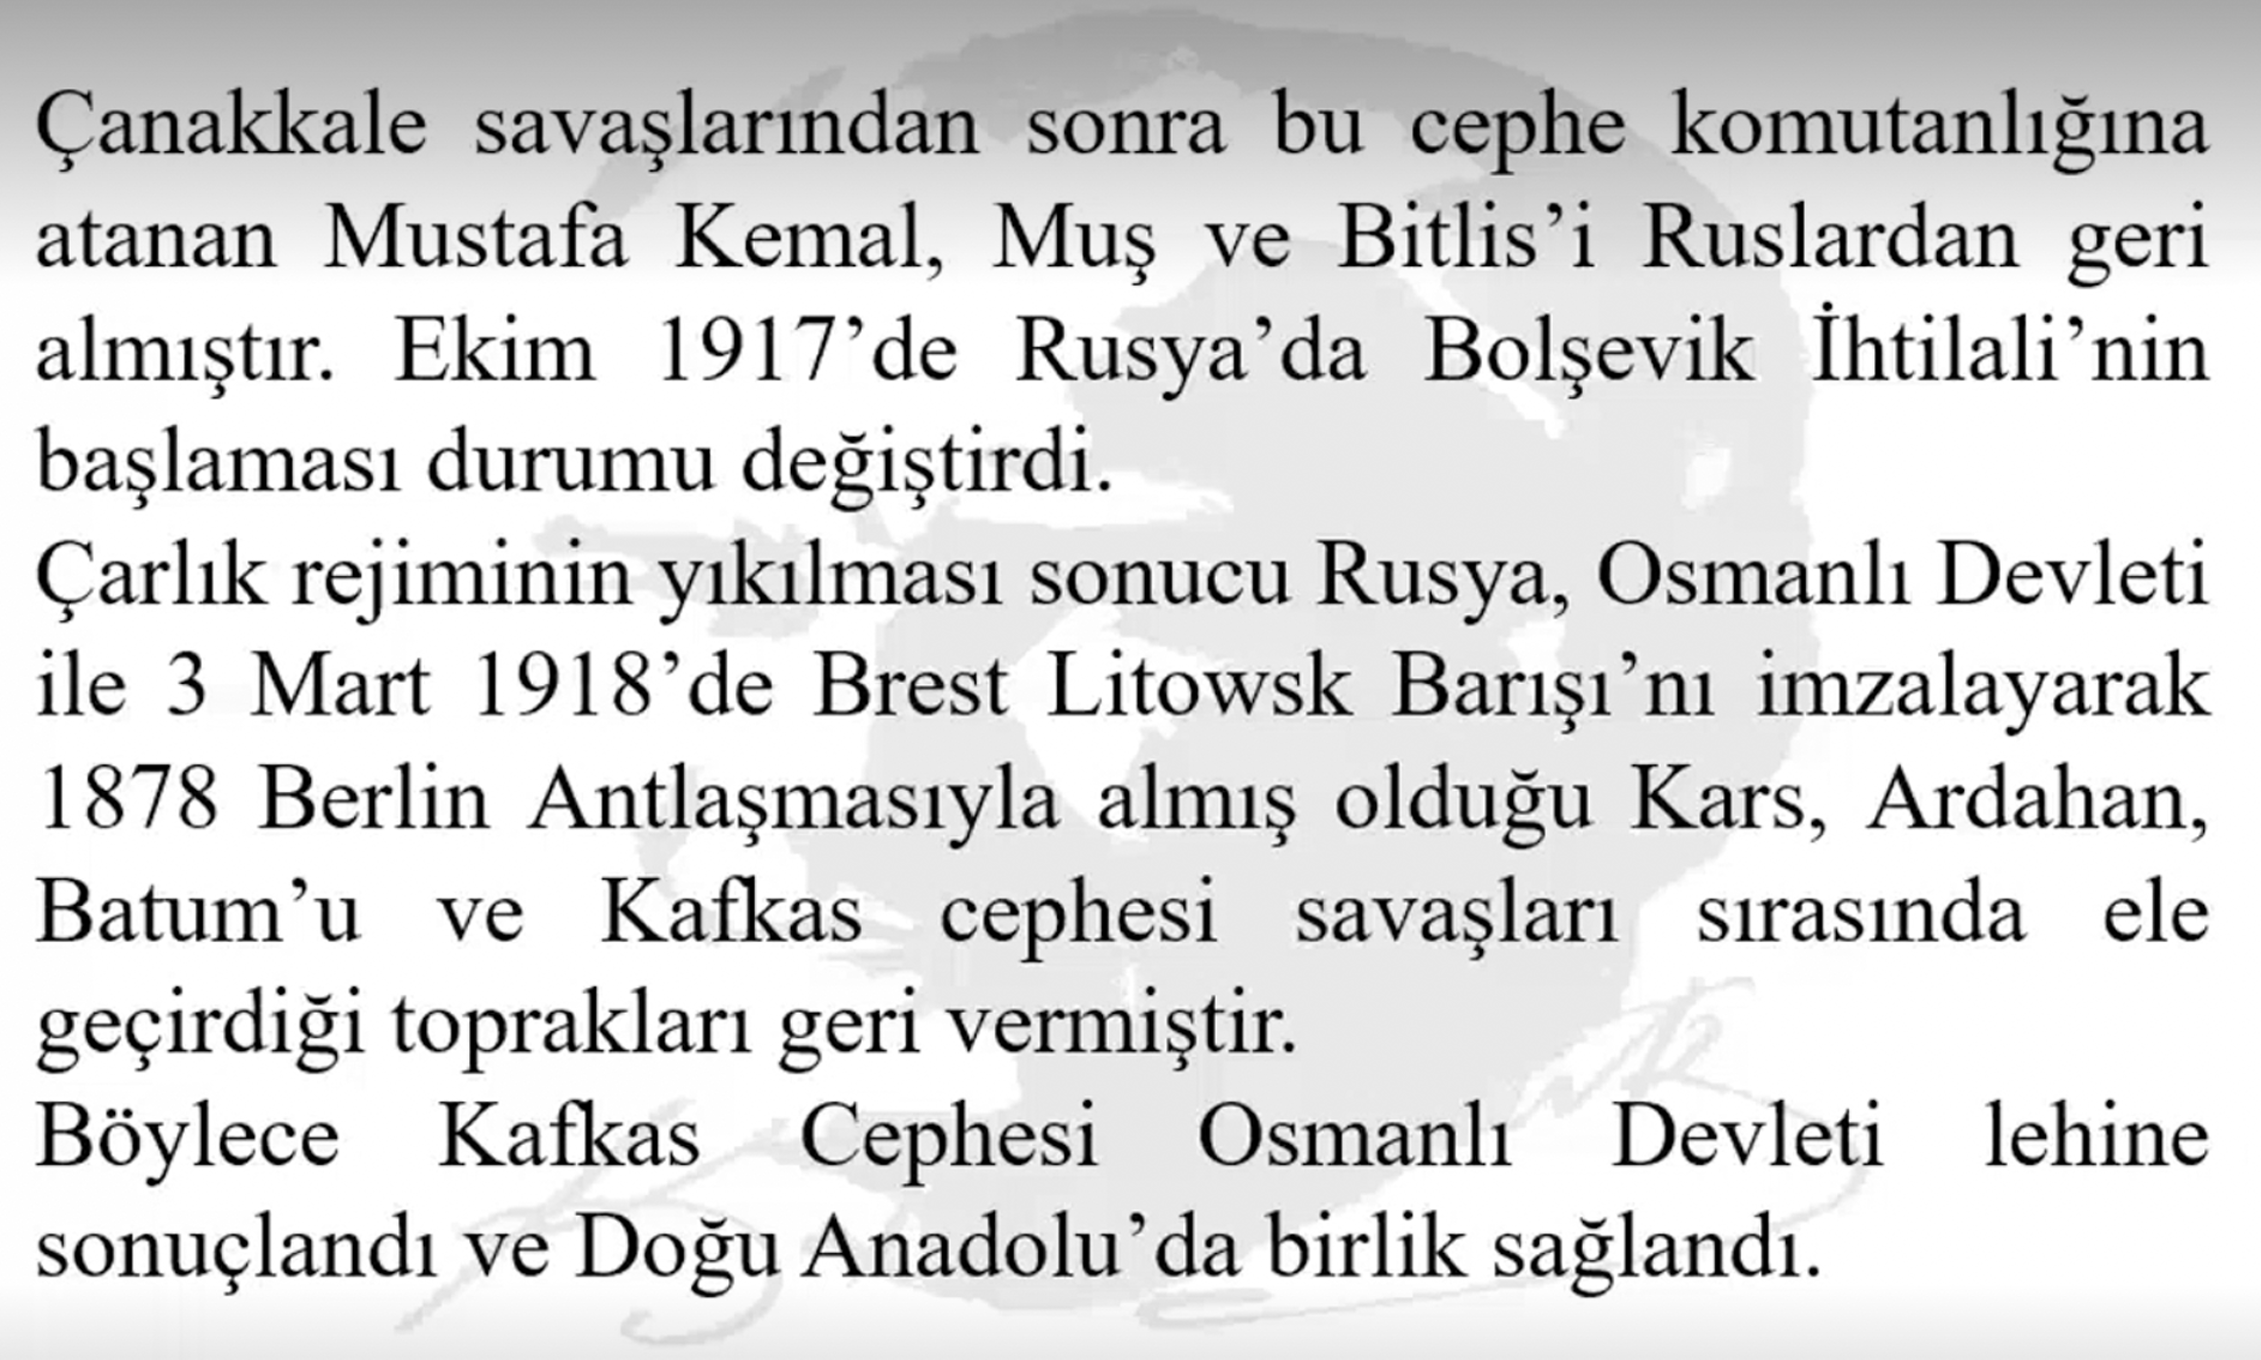 Çanakkale savaşlarından sonra bu cephe komutanlığına
atanan Mustafa Kemal, Muş ve Bitlis’i Ruslardan geri
almıştır. Ekim 1917’de Rusya’da Bolşevik İhtilali’nin
başlaması durumu değiştirdi.
Çarlık rejiminin yıkılması sonucu Rusya, Osmanlı Devleti
ile 3 Mart 1918’de Brest Litowsk Barışı’nı imzalayarak
1878 Berlin Antlaşmasıyla almış olduğu Kars, Ardahan,
Batum’u ve Kafkas cephesi savaşları sırasında ele
geçirdiği toprakları geri vermiştir.
Böylece Kafkas Cephesi Osmanlı Devleti lehine
sonuçlandı ve Doğu Anadolu’da birlik sağlandı.